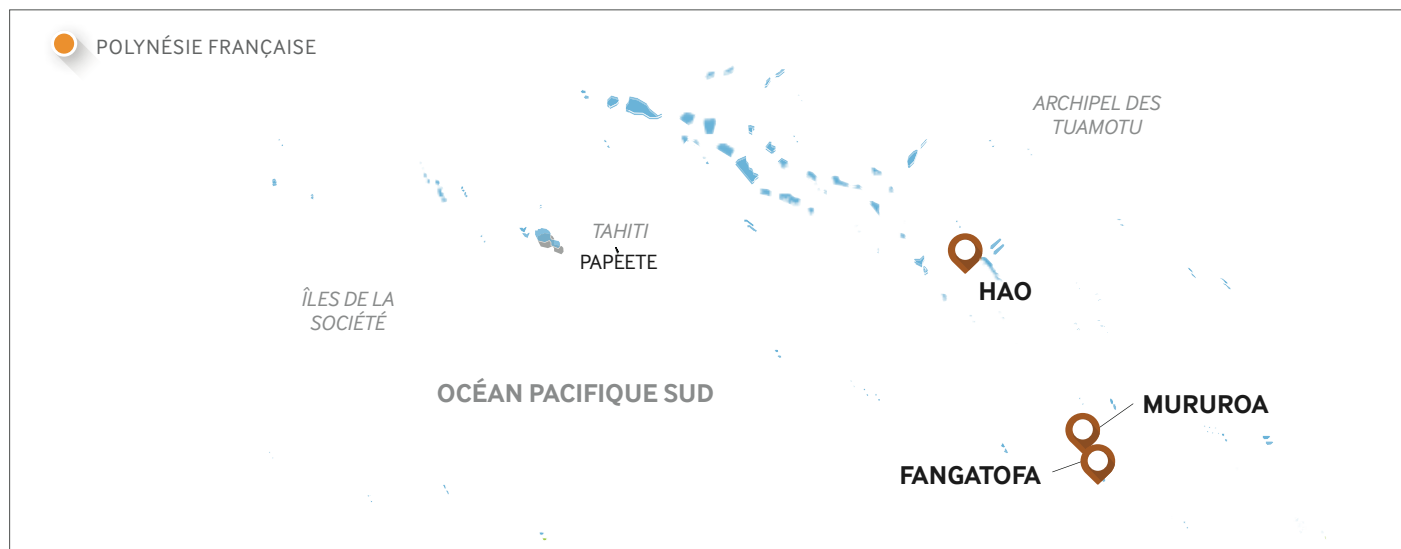 POLYNÉSIE FRANÇAISE
ARCHIPEL DES
TUAMOTU
TAHITI
PAPEETE
HAO
ÎLES DE LA
SOCIÉTÉ
OCÉAN PACIFIQUE SUD
MURUROA
FANGATOFA